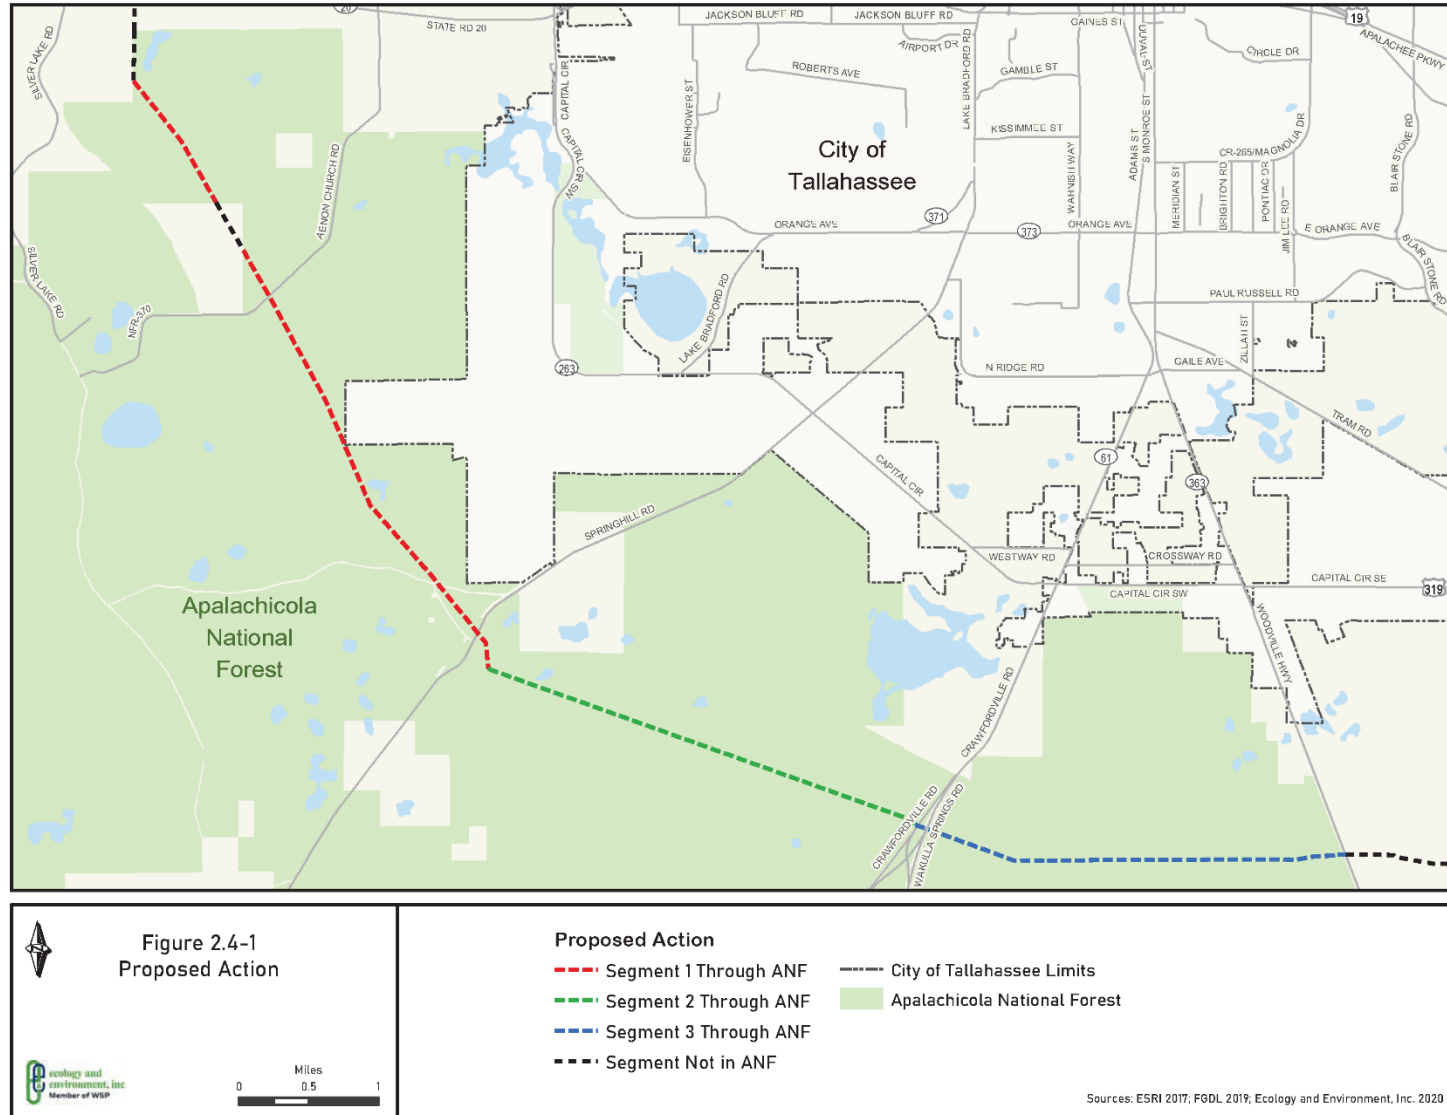 20
STATE RD 20
SILVER LAKE RD
CAPITAL CIR
JACKSON BLUFF RD
JACKSON BLUFF RD
GAINES ST
19
APALACHEE PKWY
AIRPORT DR
LAKE BRADFORD RD
DUVAL ST
CIRCLE DR
ROBERTS AVE
GAMBLE ST
EISENHOWER ST
KISSIMMEE ST
ADAMS ST
S MONROE ST
BLAIR STONE RD
City of
Tallahassee
CAPITAL CIR SW
AENON CHURCH RD
WAHNISH WAY
CR-265/MAGNOLIA DR
MERIDIAN ST
BRIGHTON RD
PONTIAC DR
JIM LEE RD
ORANGE AVE
371
373
ORANGE AVE
E ORANGE AVE
BLAIR STONE RD
SILVER LAKE RD
NFR-370
LAKE BRADFORD RD
PAUL RUSSELL RD
ZILLAH ST
263
N RIDGE RD
GAILE AVE
TRAM RD
CAPITAL CIR
61
363
SPRINGHILL RD
WESTWAY RD
CROSSWAY RD
CAPITAL CIR SE
319
CAPITAL CIR SW
Apalachicola
National
Forest
WOODVILLE HWY
CRAWFORDVILLE RD
CRAWFORDVILLE RD
WAKULLA SPRINGS RD
Figure 2.4-1
Proposed Action
ecology and
environment, inc
Member of WSP
Miles
0 0.5 1
Proposed Action
Segment 1 Through ANF
Segment 2 Through ANF
Segment 3 Through ANF
Segment Not in ANF
City of Tallahassee Limits
Apalachicola National Forest
Sources: ESRI 2017; FGDL 2019; Ecology and Environment, Inc. 2020